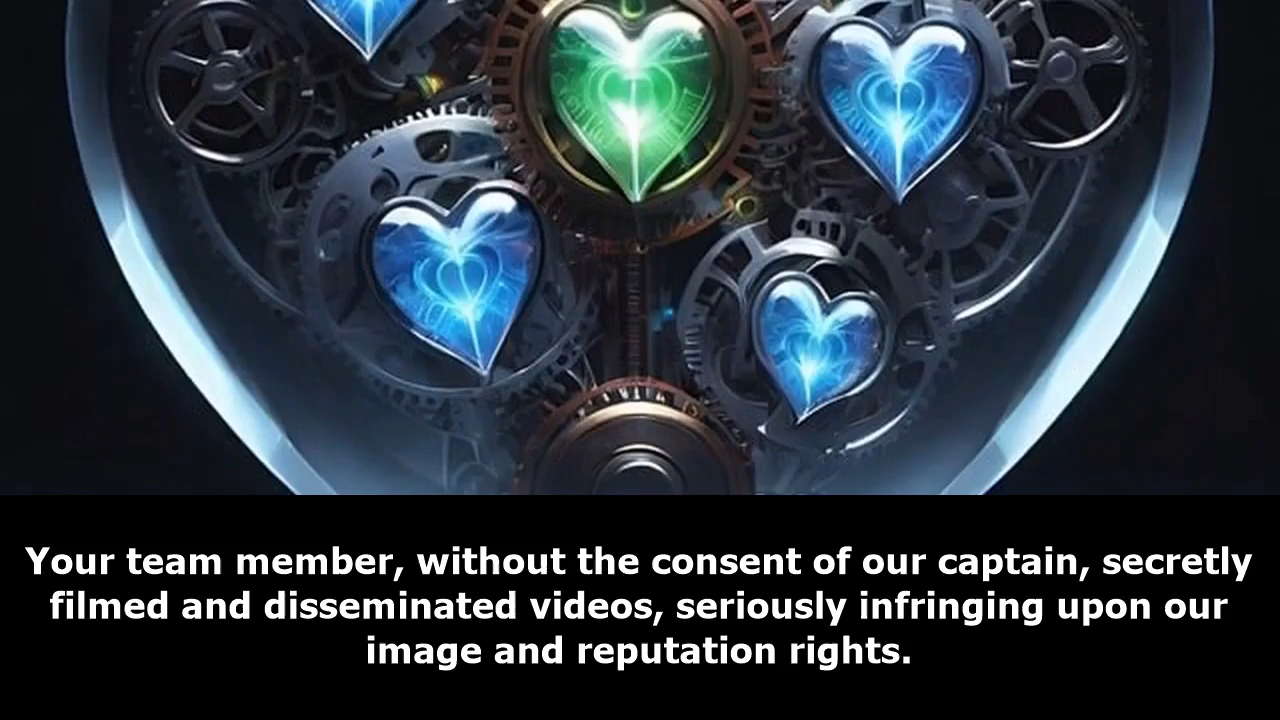 Your team member, without the consent of our captain, secretly
filmed and disseminated videos, seriously infringing upon our
image and reputation rights.